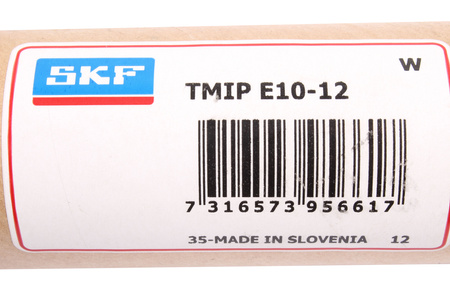 W
SKF
TMIP E10-12
7 316573 956617
35-MADE IN SLOVENIA 12